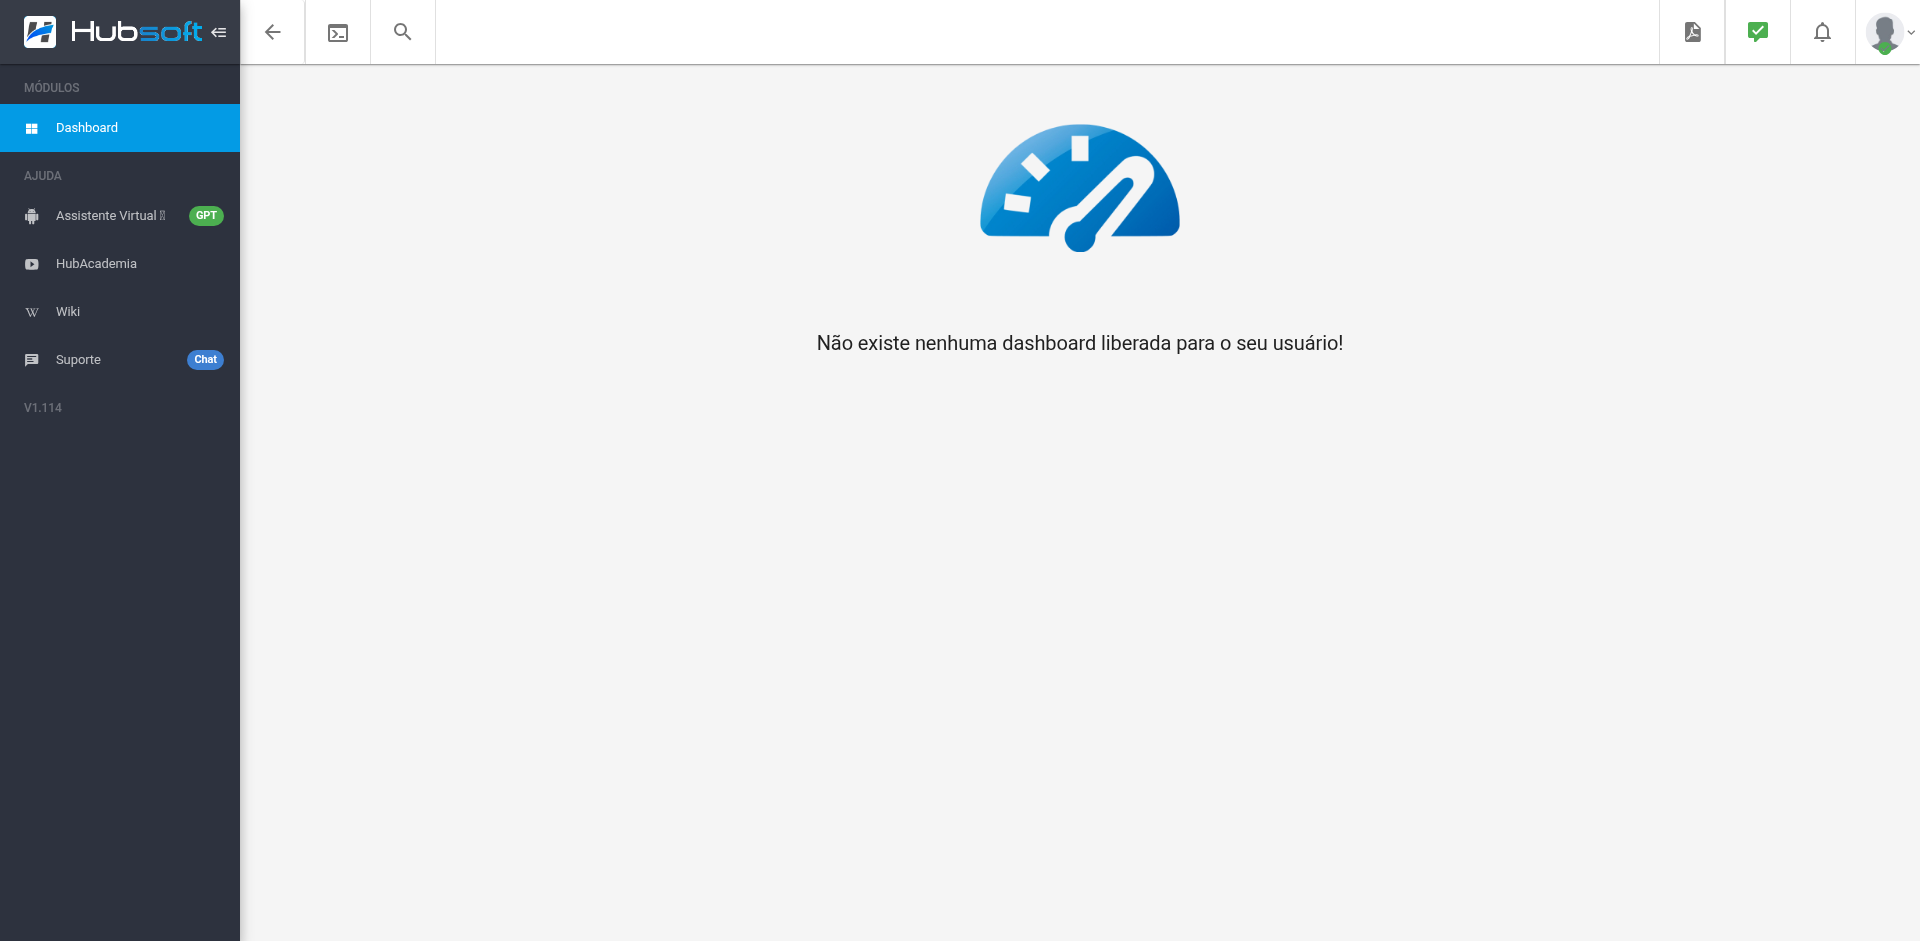 Hubsoft
MÓDULOS
Dashboard
AJUDA
Assistente Virtual
GPT
HubAcademia
Wiki
Suporte
Chat
V1.114
Não existe nenhuma dashboard liberada para o seu usuário!